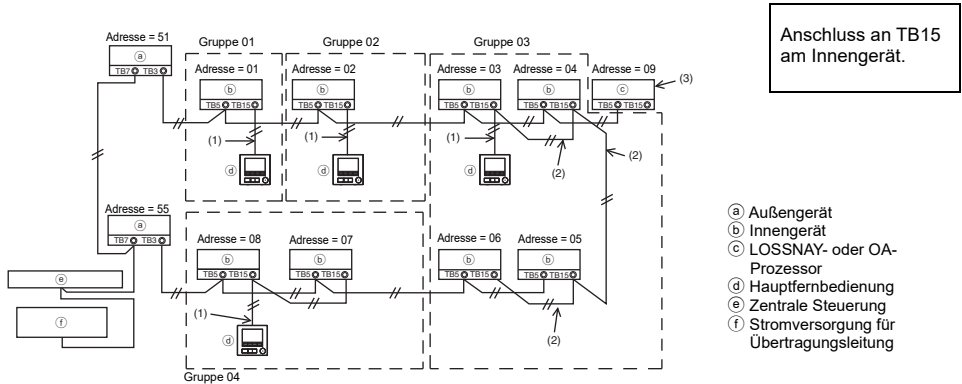 Adresse = 51
ⓐ
TB7 TB3
Gruppe 01
Gruppe 02
Gruppe 03
Adresse = 01
Adresse = 02
Adresse = 03
Adresse = 04
Adresse = 09
(3)
ⓑ
ⓑ
ⓑ
ⓑ
ⓒ
TB5 TB15
TB5 TB15
TB5 TB15
TB5 TB15
TB5 TB15
(1)
(1)
(1)
(2)
(2)
ⓓ
ⓓ
ⓓ
Adresse = 55
ⓐ
TB7 TB3
Adresse = 08
Adresse = 07
Adresse = 06
Adresse = 05
ⓑ
ⓑ
ⓑ
ⓑ
TB5 TB15
TB5 TB15
TB5 TB15
TB5 TB15
ⓔ
ⓕ
(1)
(2)
ⓓ
Gruppe 04
Anschluss an TB15
am Innengerät.
ⓐ Außengerät
ⓑ Innengerät
ⓒ LOSSNAY- oder OA-
Prozessor
ⓓ Hauptfernbedienung
ⓔ Zentrale Steuerung
ⓕ Stromversorgung für
Übertragungsleitung